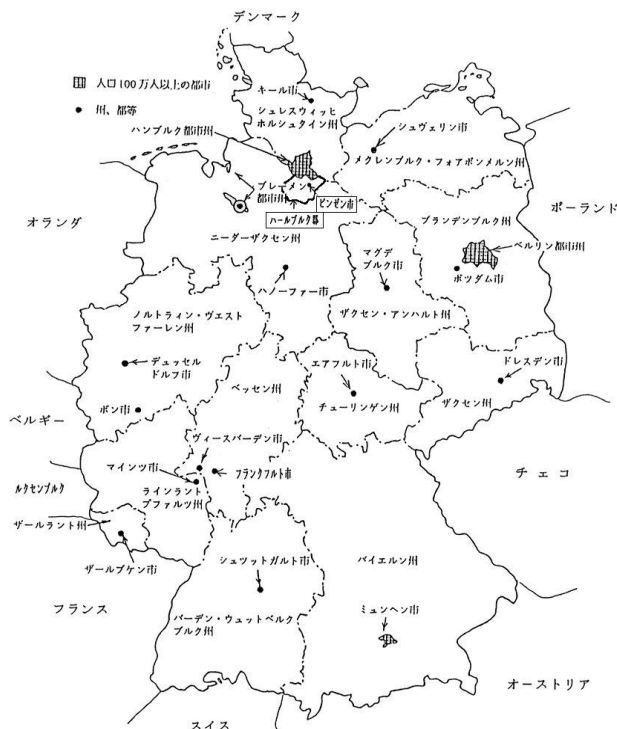 デンマーク
人口100万人以上の都市
州、都等
キール市
シュレスウィッヒ
ホルシュタイン州
ハンブルク都市州
シュヴェリン市
メクレンブルク・フォアポンメルン州
ブレーメン
都市州
ビンゼン市
ハールブルク郡
オランダ
ポーランド
ブランデンブルク州
ベルリン都市州
ポツダム市
ニーダーザクセン州
マグデ
ブルク市
ハノーファー市
ザクセン・アンハルト州
ノルトライン・ヴエスト
ファーレン州
デュッセル
ドルフ市
ヘッセン州
エアフルト市
チューリンゲン州
ドレスデン市
ザクセン州
ベルギー
ボン市
ヴィースバーデン市
マインツ市
フランクフルト市
ラインラント
プファルツ州
ルクセンブルク
チェコ
ザールラント州
ザールブケン市
シュツットガルト市
バイエルン州
フランス
バーデン・ウュットベルク
ブルク州
ミュンヘン市
オーストリア
スイス